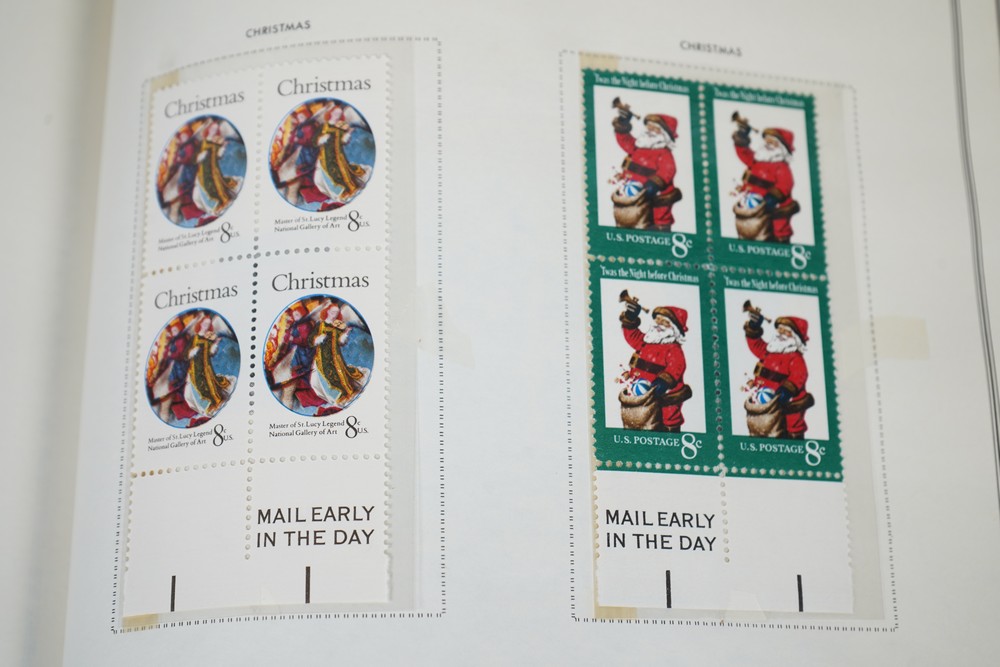 CHRISTMAS
Christmas
Master of St. Lucy Legend
National Gallery of Art
8c U.S.
Christmas
Master of St. Lucy Legend
National Gallery of Art
8c U.S.
Christmas
Master of St. Lucy Legend
National Gallery of Art
8c U.S.
Christmas
Master of St. Lucy Legend
National Gallery of Art
8c U.S.
MAIL EARLY
IN THE DAY
CHRISTMAS
'Twas the Night before Christmas
U.S. POSTAGE 8c
'Twas the Night before Christmas
U.S. POSTAGE 8c
'Twas the Night before Christmas
U.S. POSTAGE 8c
'Twas the Night before Christmas
U.S. POSTAGE 8c
MAIL EARLY
IN THE DAY